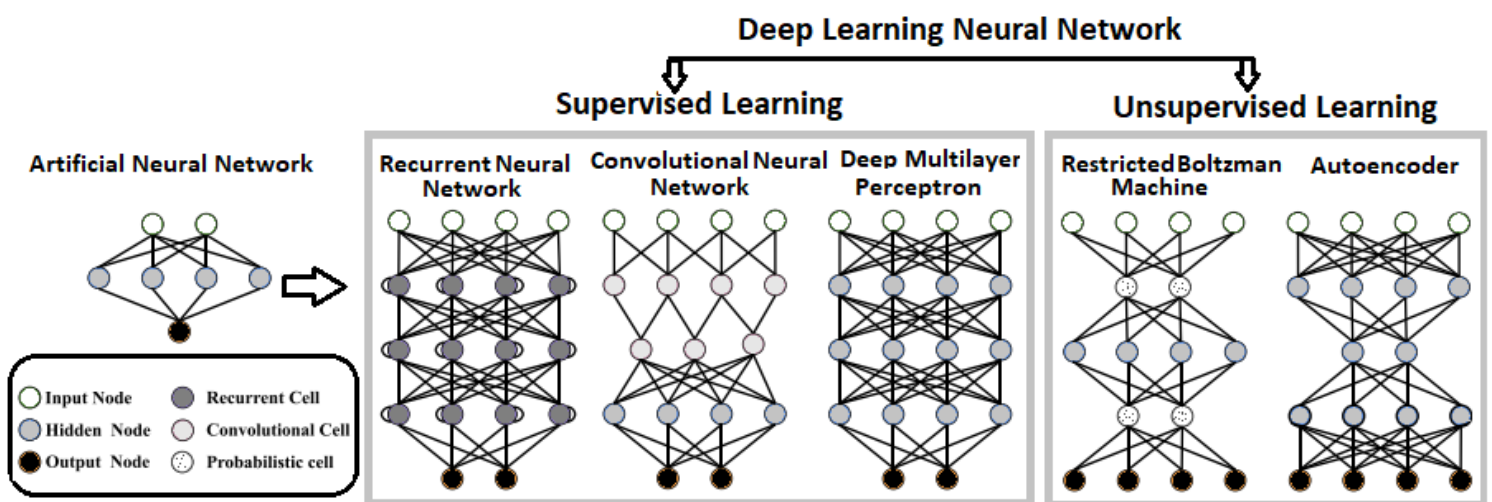 Deep Learning Neural Network
Supervised Learning
Unsupervised Learning
Artificial Neural Network
Recurrent Neural
Network
Convolutional Neural
Network
Deep Multilayer
Perceptron
Restricted Boltzman
Machine
Autoencoder
Input Node
Recurrent Cell
Hidden Node
Convolutional Cell
Output Node
Probabilistic cell